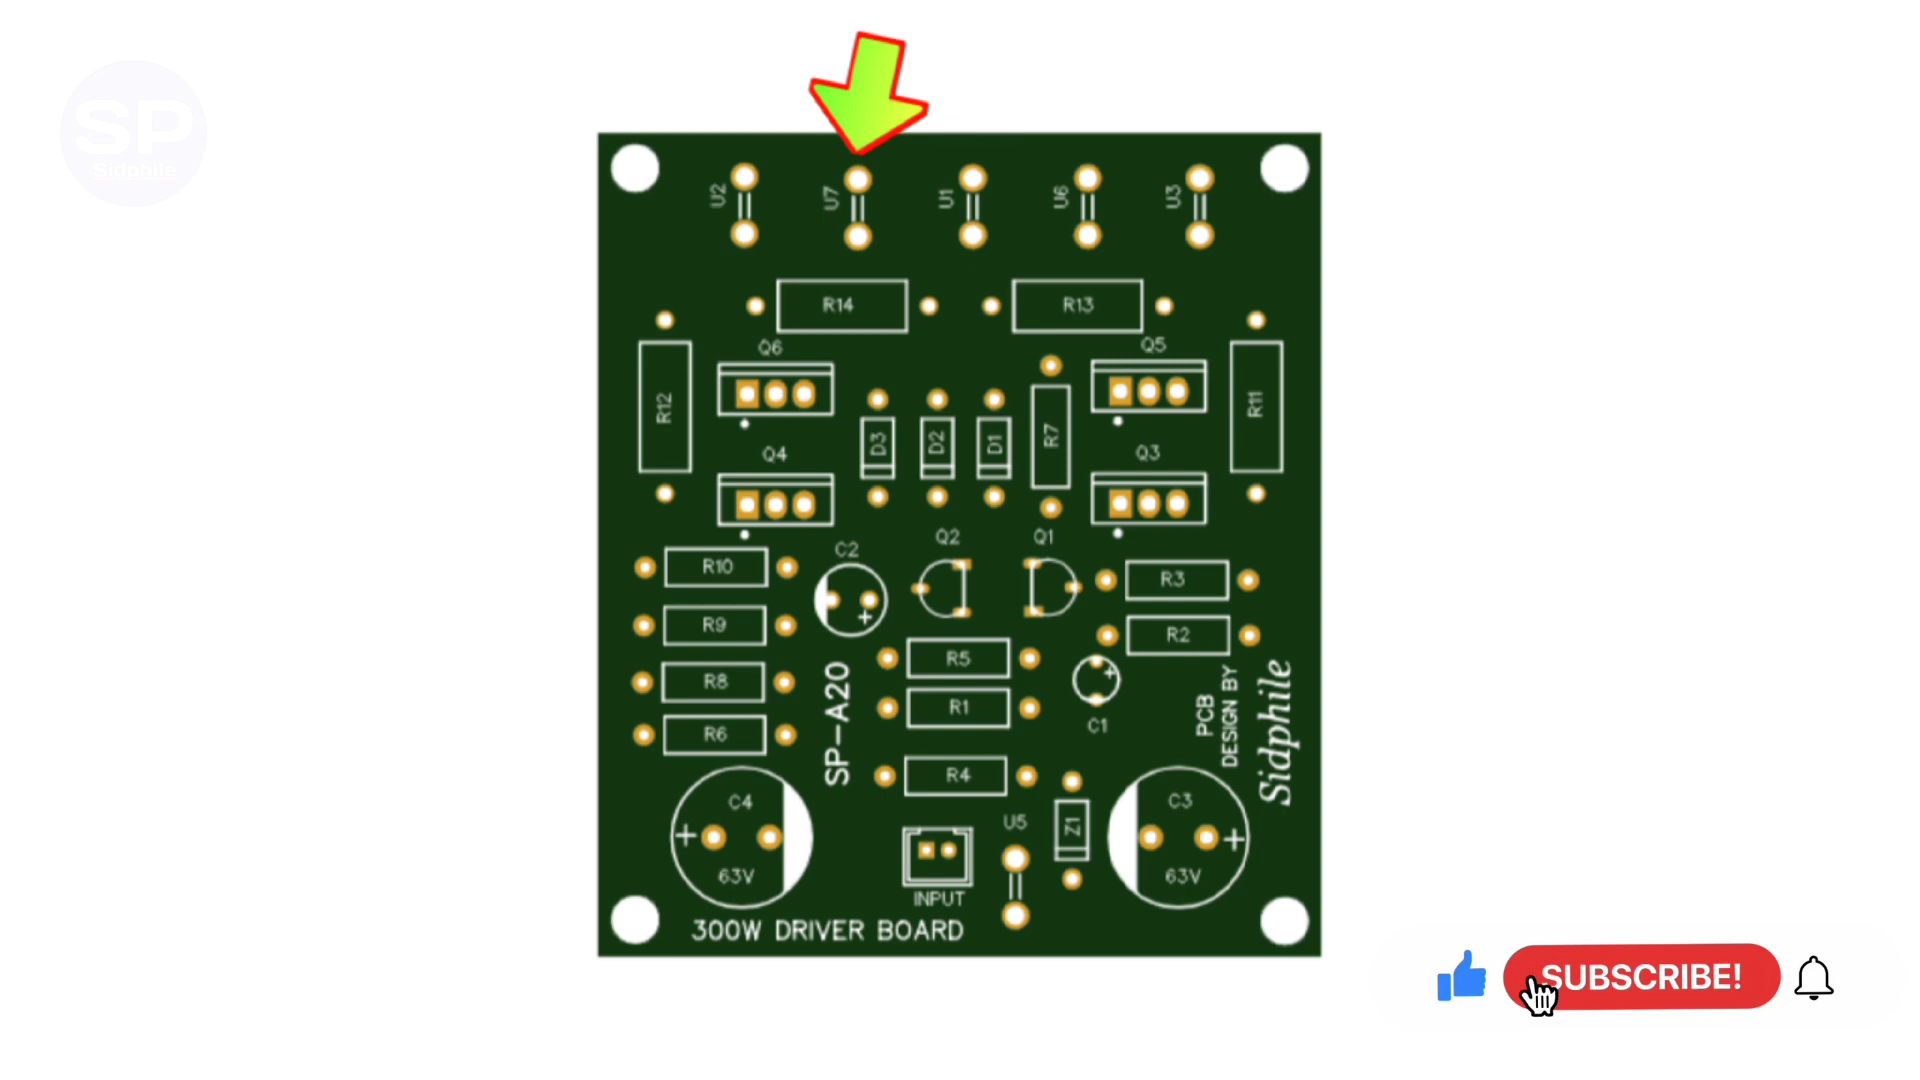 SP
Sidphile
U2
U7
U1
U6
U3
R14
R13
Q6
Q5
R12
R11
D3
D2
D1
R7
Q4
Q3
Q2
Q1
C2
R10
R3
R9
R2
R5
R8
R1
C1
R6
SP-A20
PCB
DESIGN BY
Sidphile
R4
C4
63V
U5
Z1
C3
63V
INPUT
300W DRIVER BOARD
SUBSCRIBE!